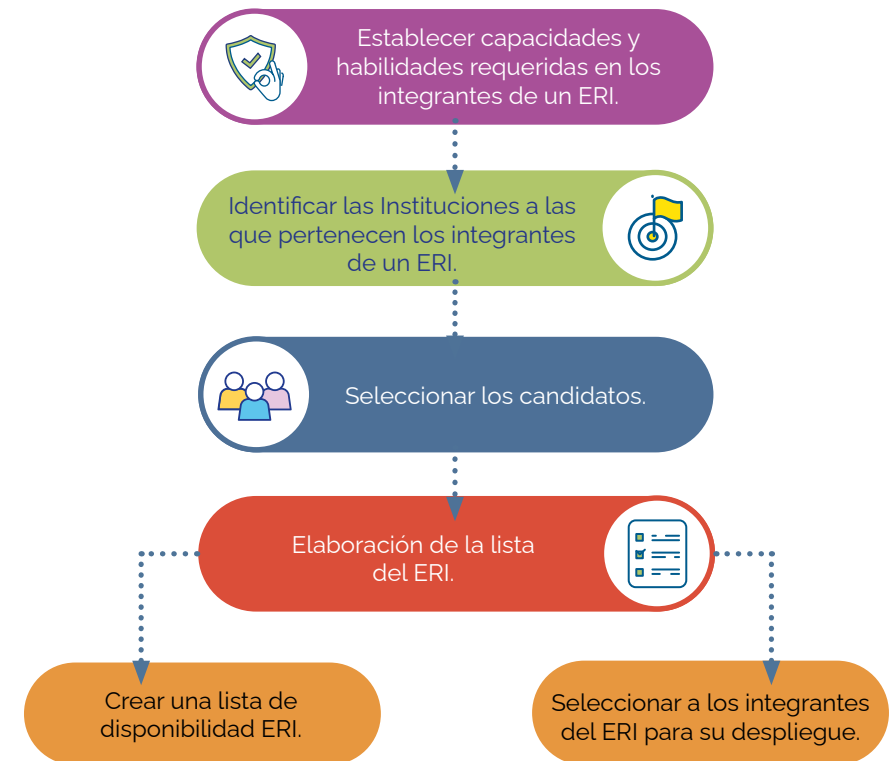 Establecer capacidades y
habilidades requeridas en los
integrantes de un ERI.
Identificar las Instituciones a las
que pertenecen los integrantes
de un ERI.
Seleccionar los candidatos.
Elaboración de la lista
del ERI.
Crear una lista de
disponibilidad ERI.
Seleccionar a los integrantes
del ERI para su despliegue.